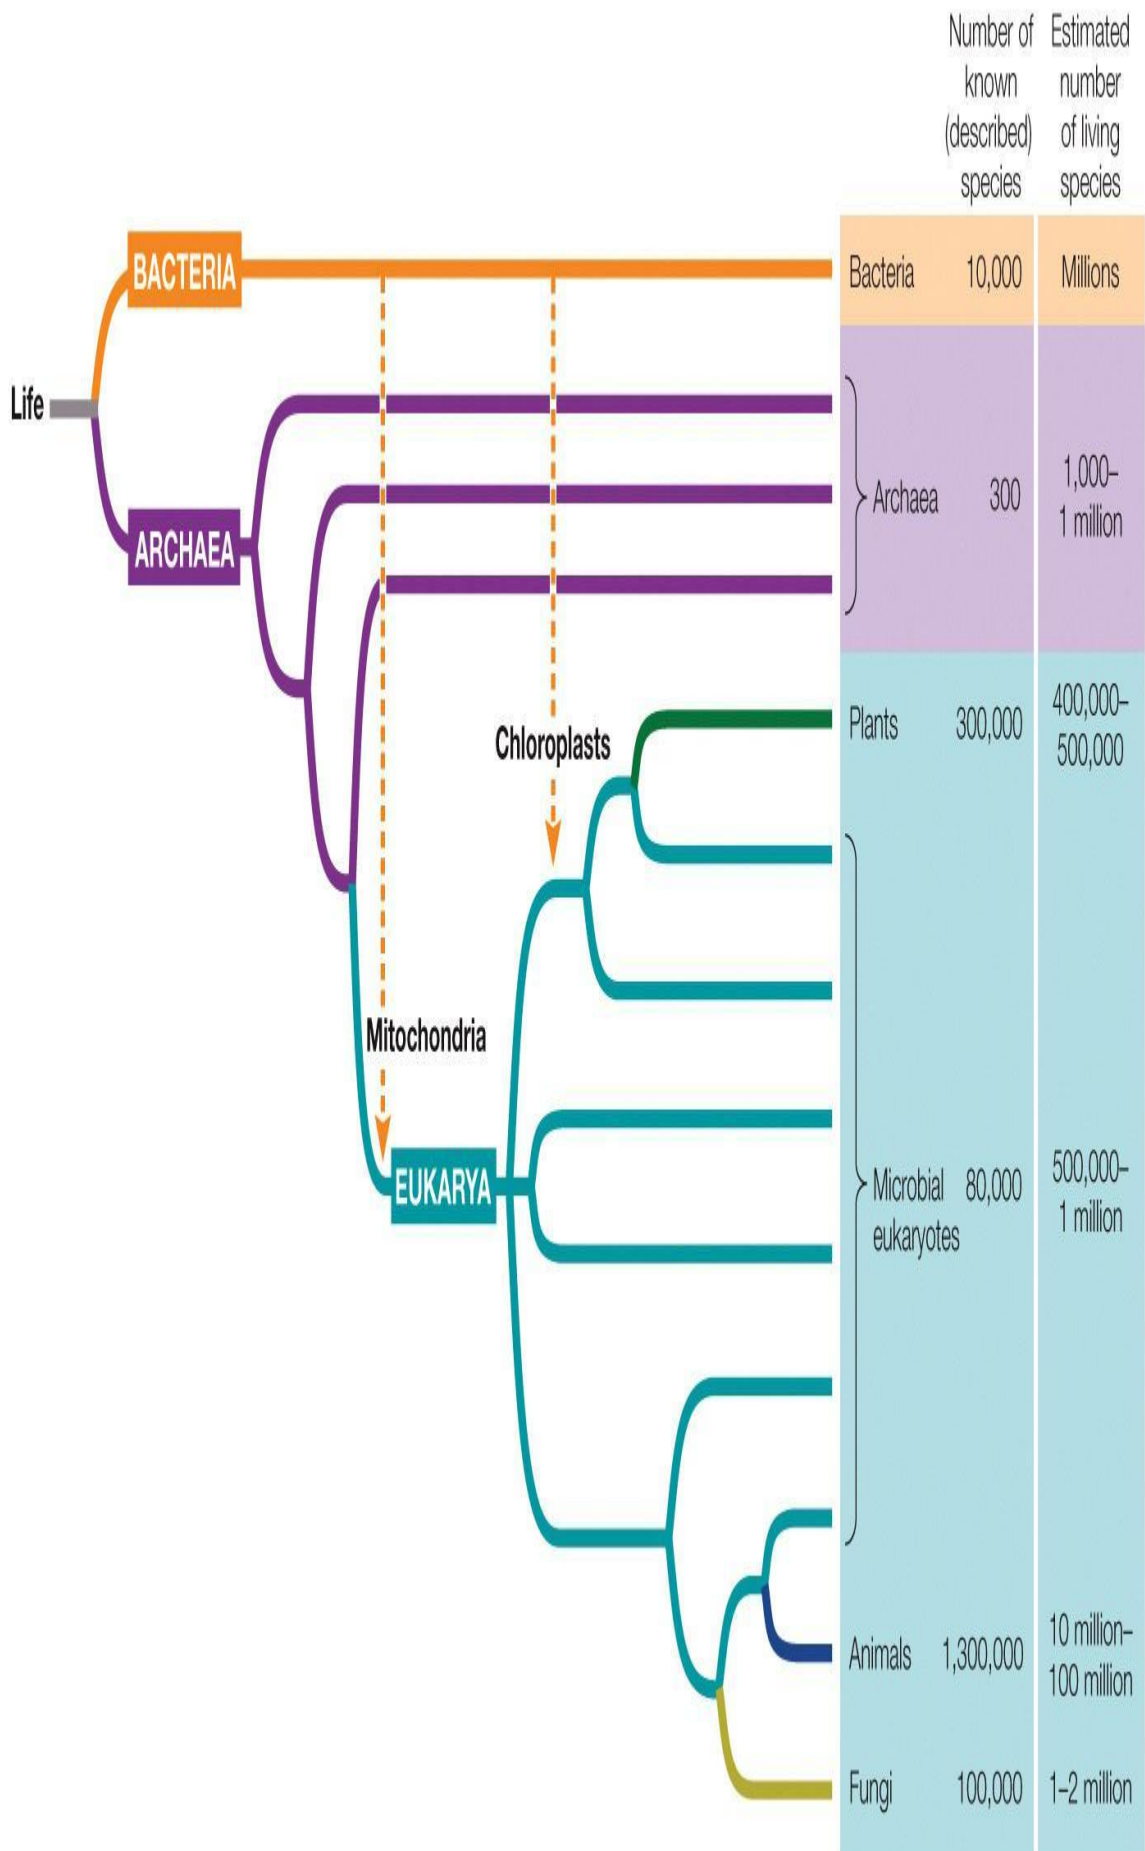 Number of
known
(described)
species
Estimated
number
of living
species
BACTERIA
Bacteria 10,000 Millions
Life
ARCHAEA
Archaea 300 1,000–
1 million
Plants 300,000 400,000–
500,000
Chloroplasts
Mitochondria
EUKARYA
Microbial 80,000 500,000–
eukaryotes 1 million
Animals 1,300,000 10 million–
100 million
Fungi 100,000 1–2 million